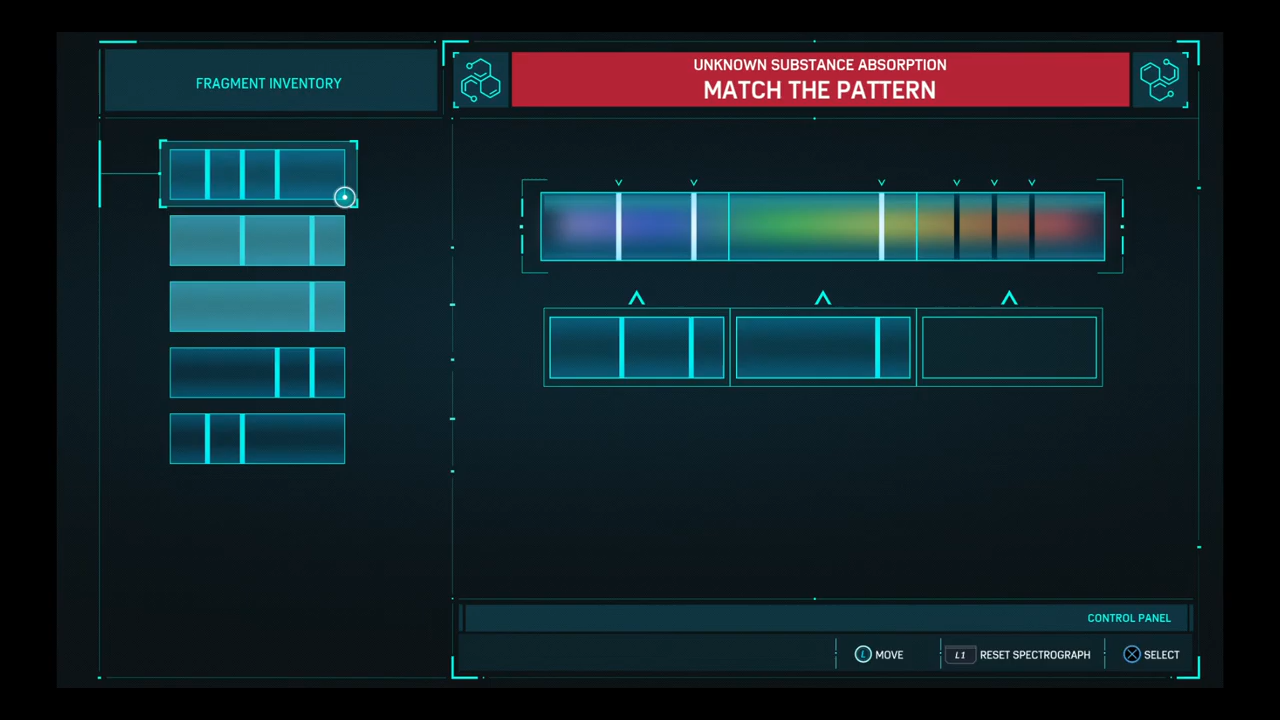 FRAGMENT INVENTORY
UNKNOWN SUBSTANCE ABSORPTION
MATCH THE PATTERN
CONTROL PANEL
L MOVE
L1 RESET SPECTROGRAPH
SELECT